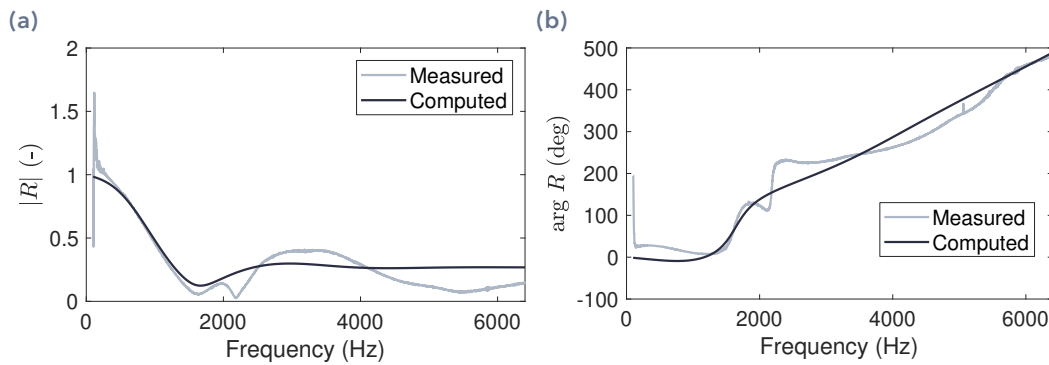 (a)
2
1.5
1
0.5
0
|R| (-)
0
2000
4000
6000
Frequency (Hz)
Measured
Computed
(b)
500
400
300
200
100
0
-100
arg R (deg)
0
2000
4000
6000
Frequency (Hz)
Measured
Computed